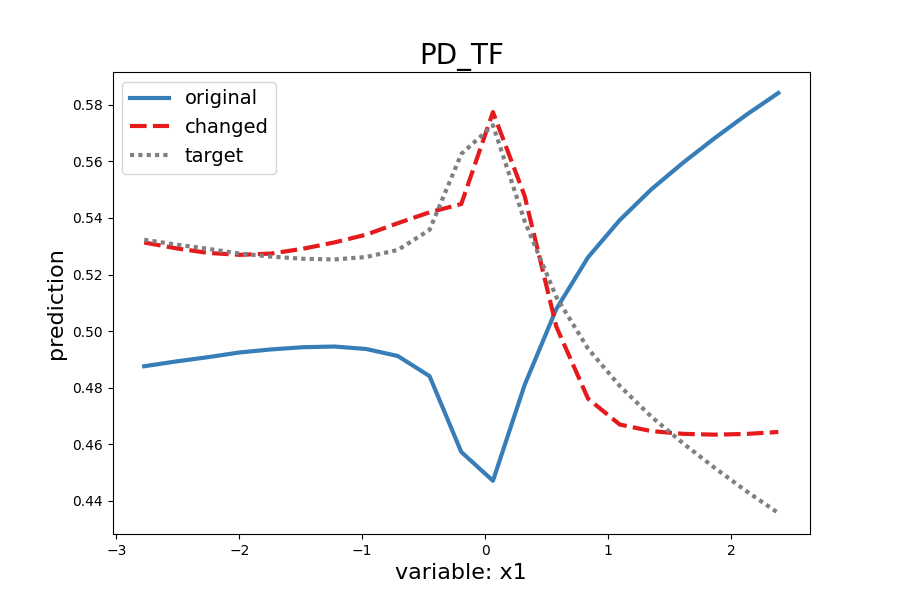 PD_TF
original
changed
target
0.58
0.56
0.54
0.52
0.50
0.48
0.46
0.44
prediction
−3
−2
−1
0
1
2
variable: x1